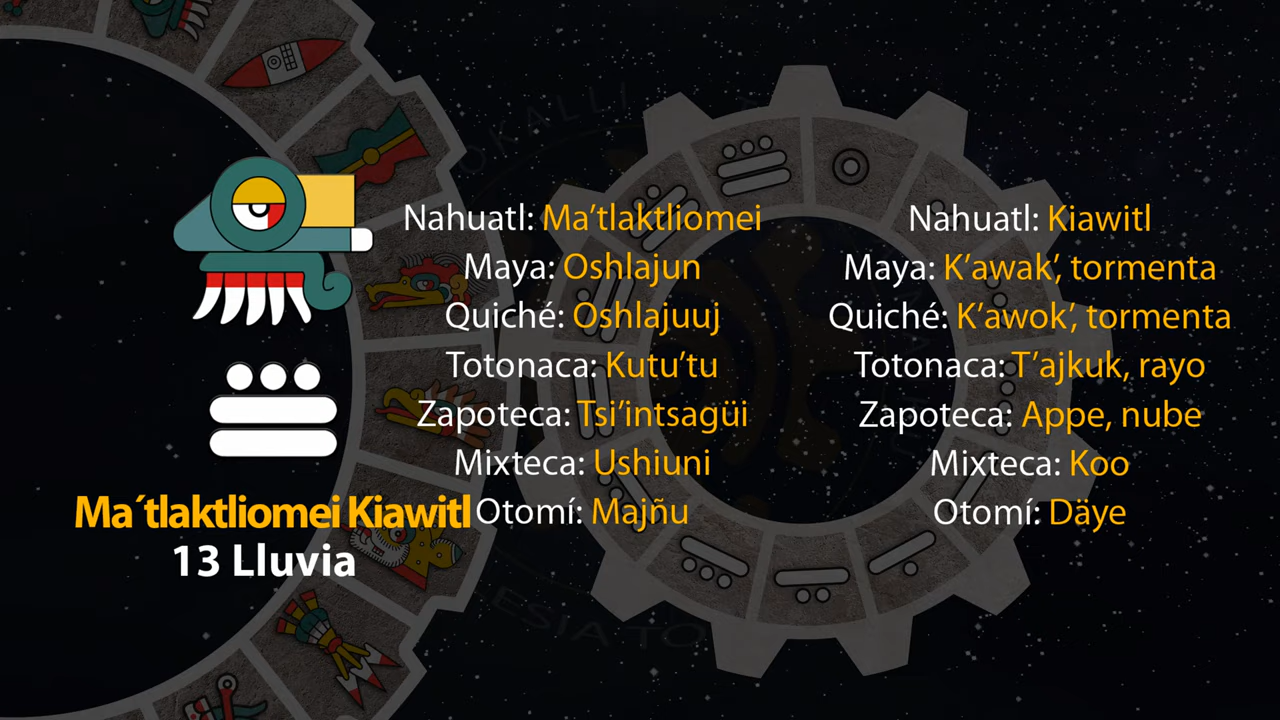 Nahuatl: Ma’tlaktliomei
Maya: Oshlajun
Quiché: Oshlajuuj
Totonaca: Kutu’tu
Zapoteca: Tsi’intsagüi
Mixteca: Ushiuni
Otomí: Majñu
Nahuatl: Kiawitl
Maya: K’awak’, tormenta
Quiché: K’awok’, tormenta
Totonaca: T’ajkuk, rayo
Zapoteca: Appe, nube
Mixteca: Koo
Otomí: Däye
Ma´tlaktliomei Kiawitl
13 Lluvia